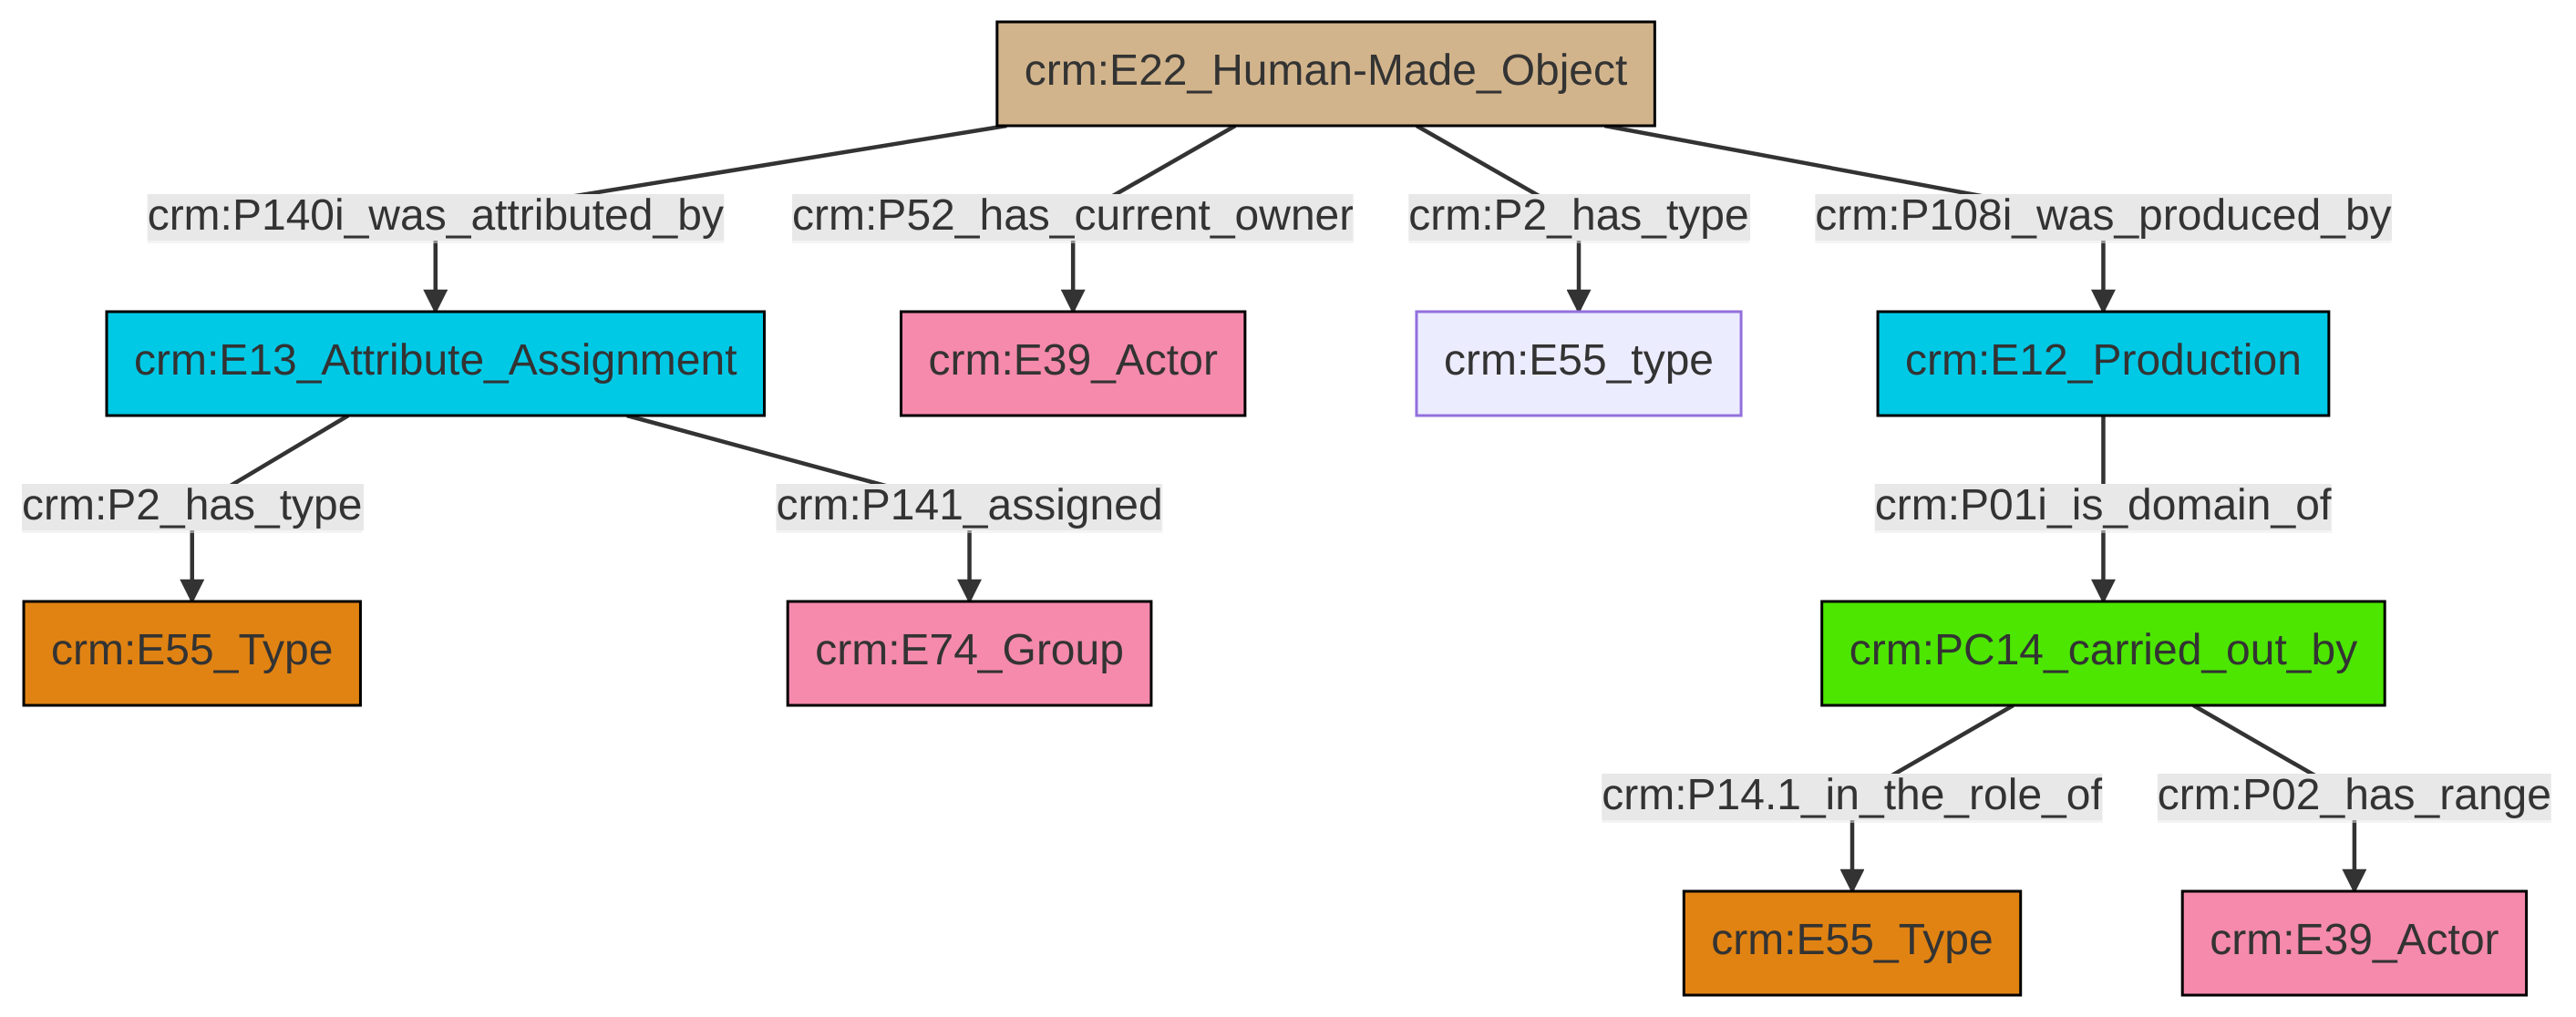 crm:E22_Human-Made_Object
crm:P140i_was_attributed_by
crm:P52_has_current_owner
crm:P2_has_type
crm:P108i_was_produced_by
crm:E13_Attribute_Assignment
crm:E39_Actor
crm:E55_type
crm:E12_Production
crm:P2_has_type
crm:P141_assigned
crm:P01i_is_domain_of
crm:E55_Type
crm:E74_Group
crm:PC14_carried_out_by
crm:P14.1_in_the_role_of
crm:P02_has_range
crm:E55_Type
crm:E39_Actor